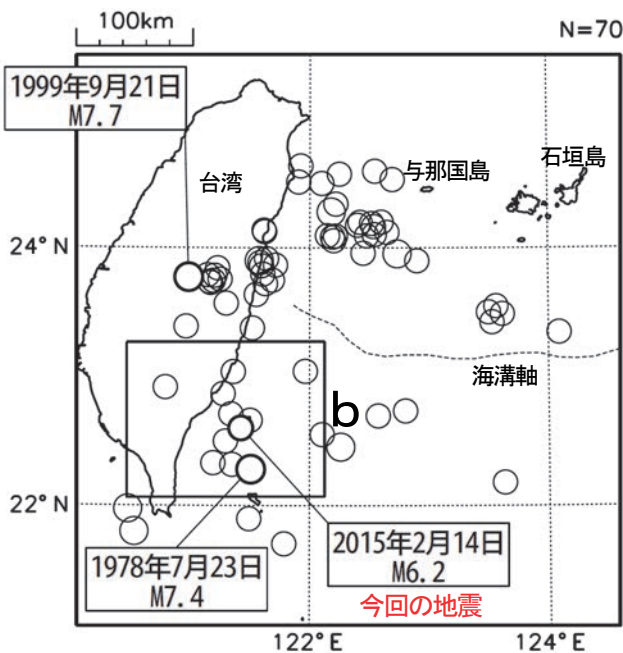 100km
N=70
1999年9月21日
M7.7
台湾
与那国島
石垣島
24°N
海溝軸
b
22°N
2015年2月14日
M6.2
1978年7月23日
M7.4
今回の地震
122°E
124°E